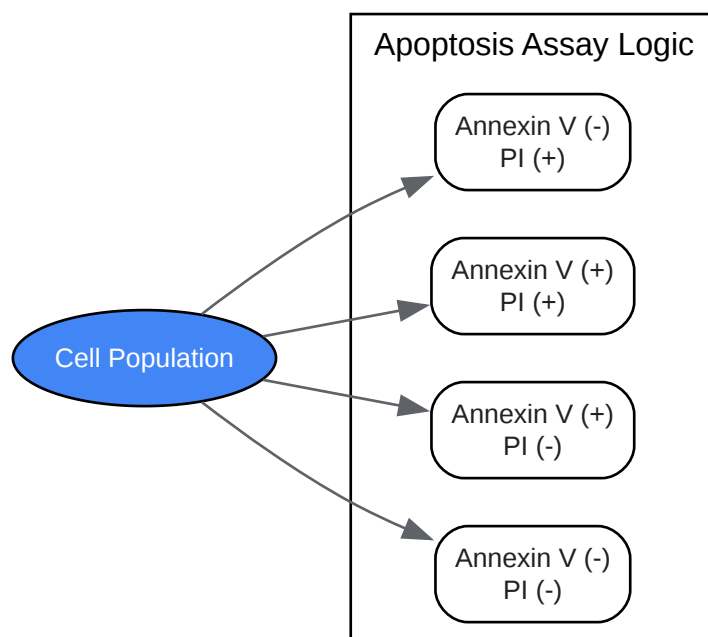 Apoptosis Assay Logic
Annexin V (-)
PI (+)
Annexin V (+)
PI (+)
Cell Population
Annexin V (+)
PI (-)
Annexin V (-)
PI (-)